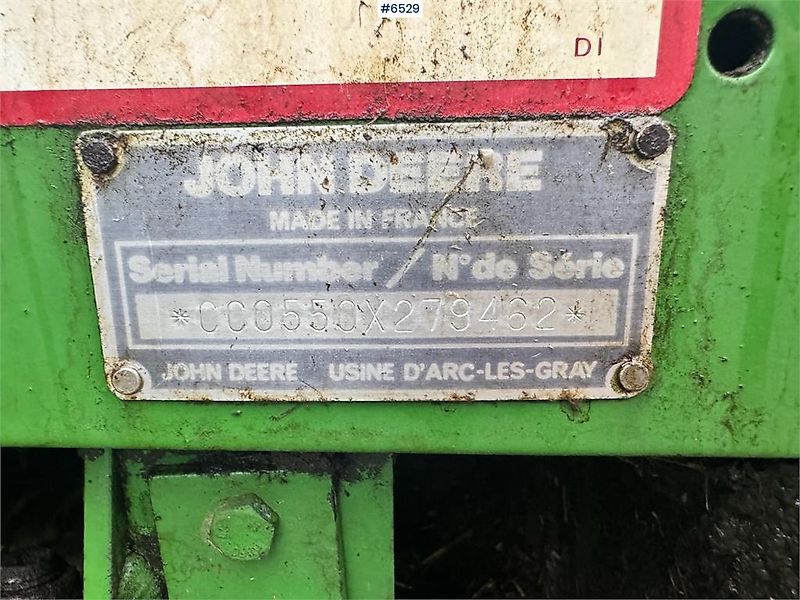 #6529
DI
JOHN DEERE
MADE IN FRANCE
Serial Number / N° de Série
*CC0550X279462*
JOHN DEERE USINE D'ARC-LES-GRAY